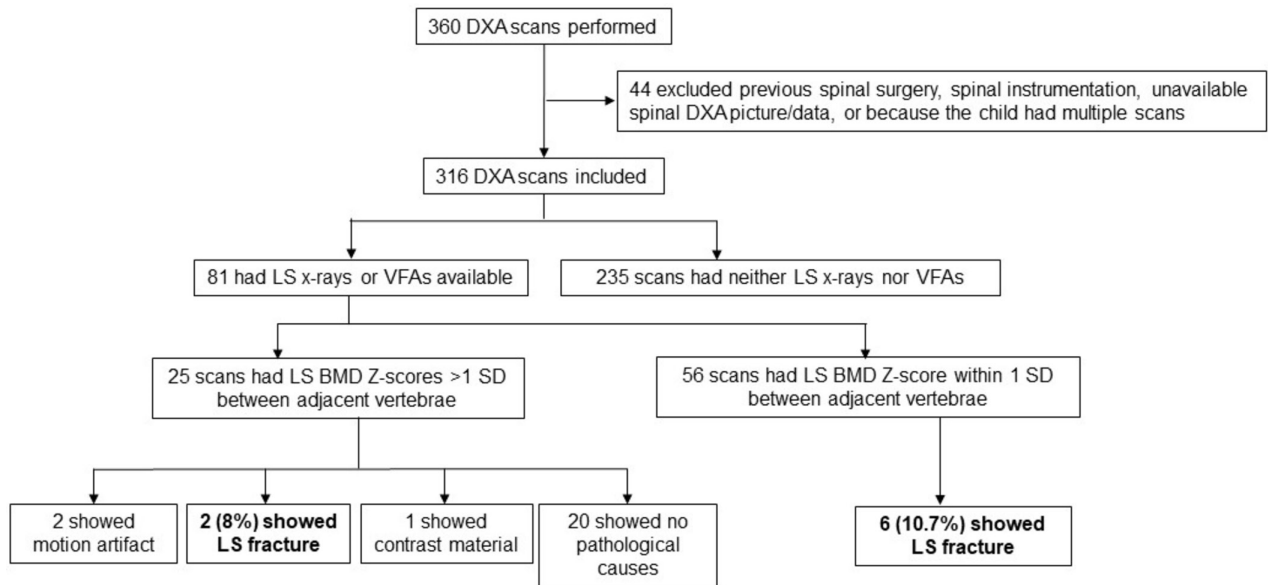 360 DXA scans performed
44 excluded previous spinal surgery, spinal instrumentation, unavailable
spinal DXA picture/data, or because the child had multiple scans
316 DXA scans included
81 had LS x-rays or VFAs available
235 scans had neither LS x-rays nor VFAs
25 scans had LS BMD Z-scores >1 SD
between adjacent vertebrae
56 scans had LS BMD Z-score within 1 SD
between adjacent vertebrae
2 showed
motion artifact
2 (8%) showed
LS fracture
1 showed
contrast material
20 showed no
pathological
causes
6 (10.7%) showed
LS fracture